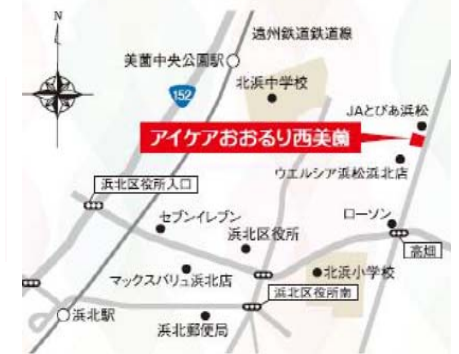 N
遠州鉄道鉄道線
美薗中央公園駅
152
北浜中学校
JAとぴあ浜松
アイケアおおるり西美薗
ウエルシア浜松浜北店
浜北区役所入口
セブンイレブン
ローソン
浜北区役所
高畑
マックスバリュ浜北店
北浜小学校
浜北区役所南
浜北駅
浜北郵便局